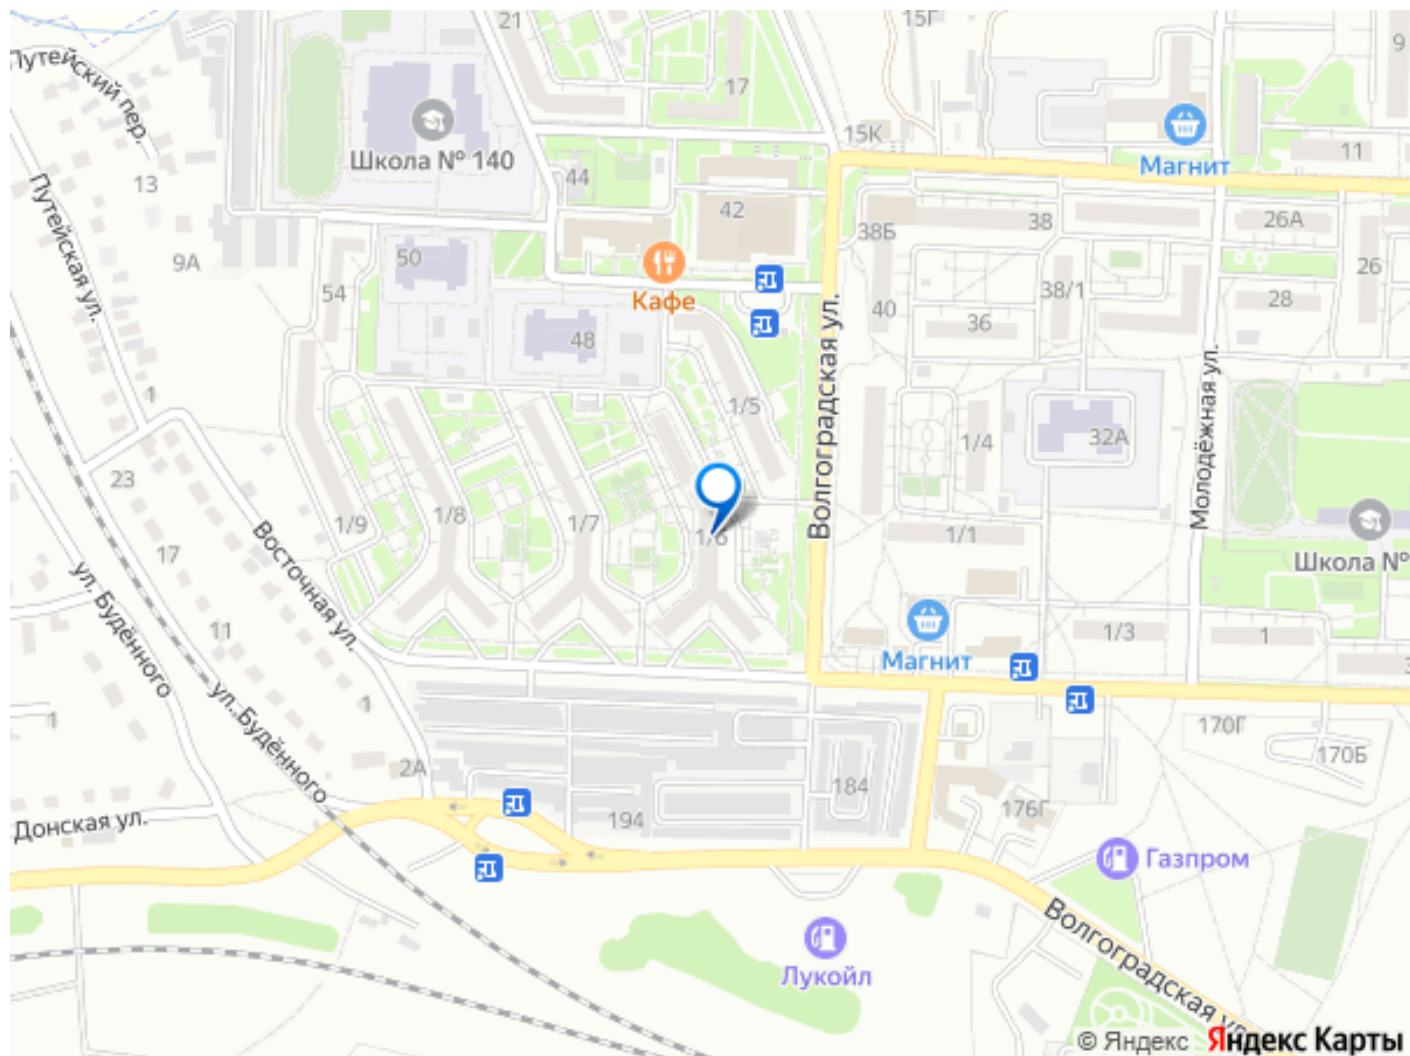 21
15Г
9
Путейский пер.
17
15К
Магнит
11
Школа № 140
13
44
42
38Б
38
26А
Путейская ул.
9А
50
54
Кафе
26
38/1
28
40
36
48
Волгоградская ул.
Молодёжная ул.
1
1/5
1/4
32А
23
1/9
1/8
1/7
1/6
1/1
Школа №
17
Восточная ул.
ул. Будённого
11
1/3
1
Магнит
3
ул. Будённого
1
1
170Г
170Б
2А
184
176Г
194
Донская ул.
Газпром
Лукойл
Волгоградская ул.
© Яндекс Яндекс Карты